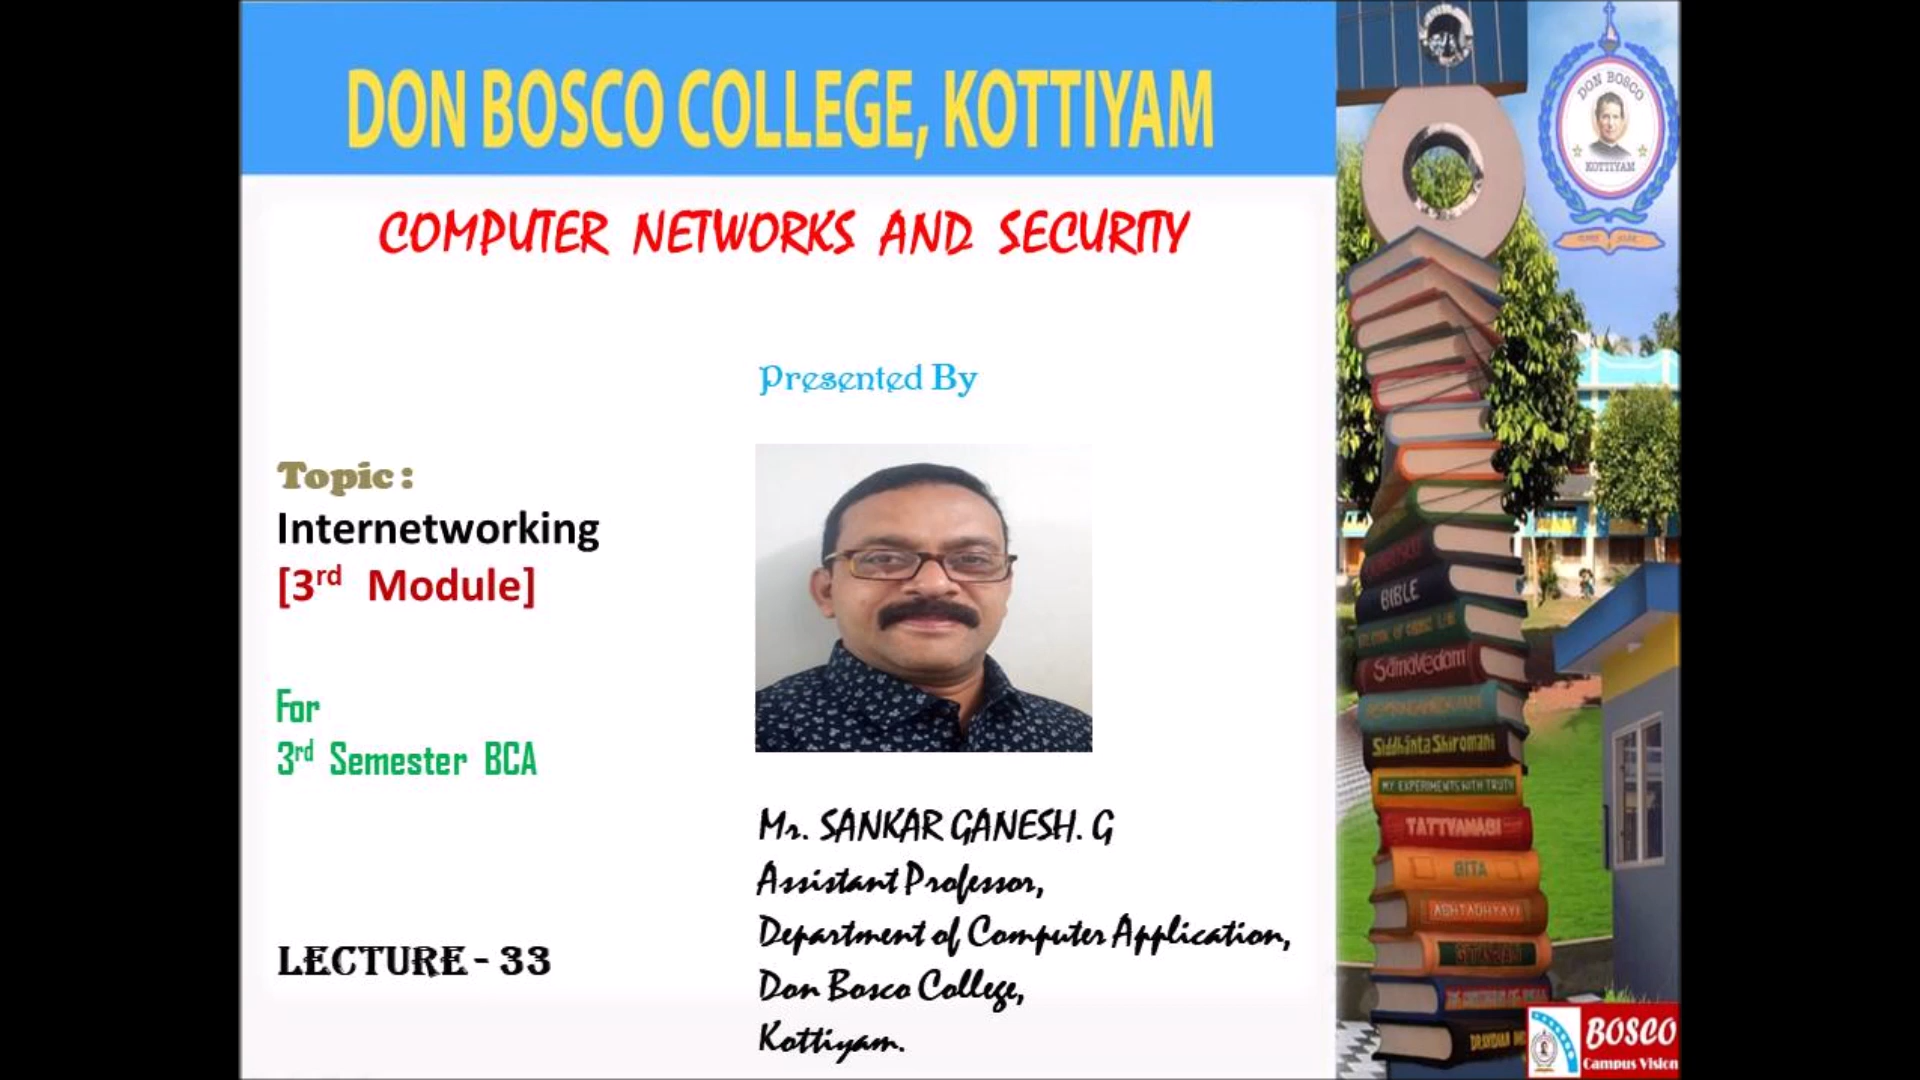 DON BOSCO COLLEGE, KOTTIYAM
COMPUTER NETWORKS AND SECURITY
Presented By
Topic :
Internetworking
[3rd Module]
For
3rd Semester BCA
LECTURE - 33
Mr. SANKAR GANESH. G
Assistant Professor,
Department of Computer Application,
Don Bosco College,
Kottiyam.
DON BOSCO
KOTTIYAM
BIBLE
SamaVedam
Siddhanta Shiromani
MY EXPERIMENTS WITH TRUTH
TATTVAMASI
GITA
ASHTADHYAYI
BOSCO
Campus Vision